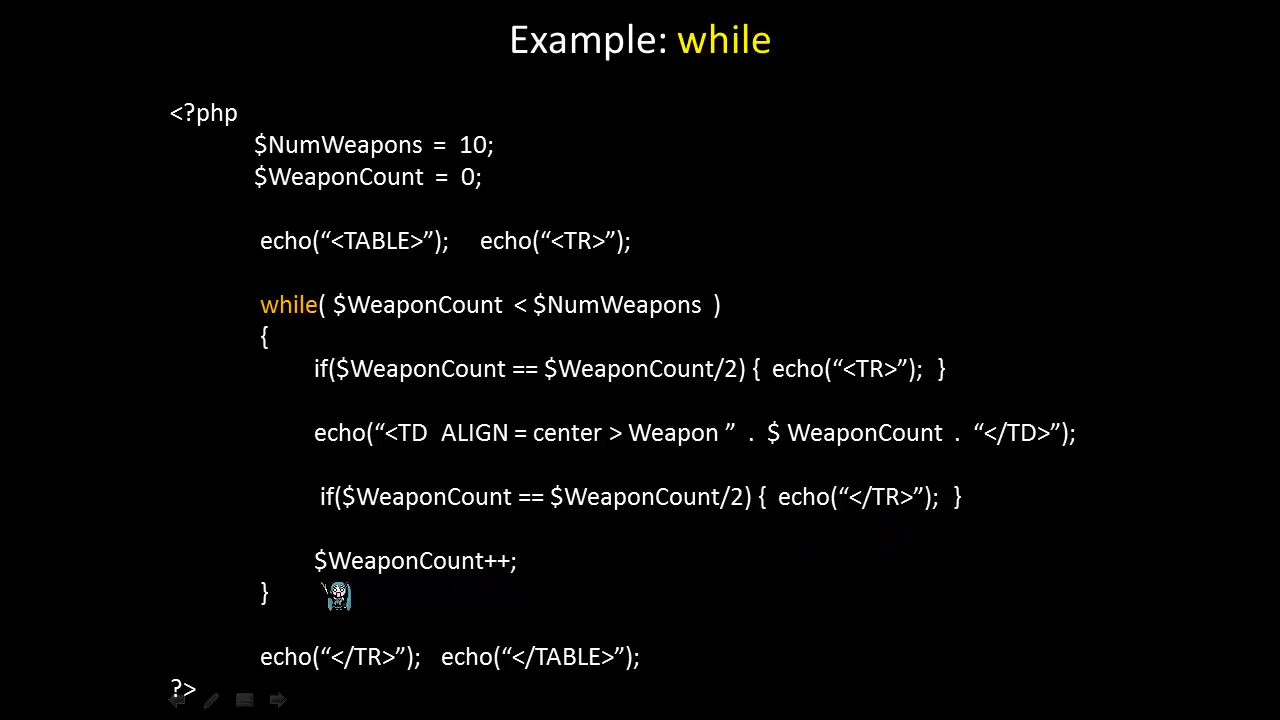 Example: while
<?php
$NumWeapons = 10;
$WeaponCount = 0;
echo(“<TABLE>”); echo(“<TR>”);
while( $WeaponCount < $NumWeapons )
{
if($WeaponCount == $WeaponCount/2) { echo(“<TR>”); }
echo(“<TD ALIGN = center > Weapon ” . $ WeaponCount . “</TD>”);
if($WeaponCount == $WeaponCount/2) { echo(“</TR>”); }
$WeaponCount++;
}
echo(“</TR>”); echo(“</TABLE>”);
?>